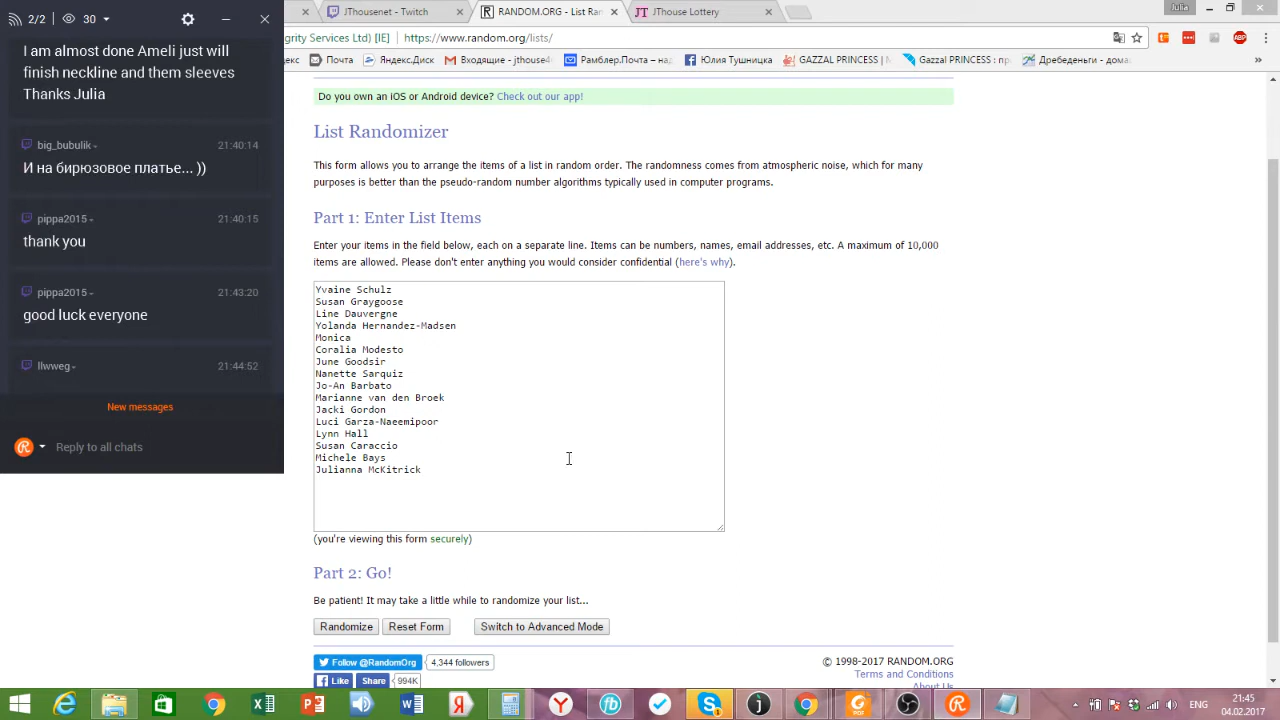 2/2 30
I am almost done Ameli just will
finish neckline and them sleeves
Thanks Julia
big_bubulik 21:40:14
И на бирюзовое платье... ))
pippa2015 21:40:15
thank you
pippa2015 21:43:20
good luck everyone
llwweg 21:44:52
New messages
Reply to all chats
JThousenet - Twitch
RANDOM.ORG - List Ran
JThouse Lottery
Julia
grity Services Ltd) [IE] https://www.random.org/lists/
Почта
Яндекс.Диск
Входящие - jthouse4
Рамблер.Почта – над
Юлия Тушницка
GAZZAL PRINCESS | М
Gazzal PRINCESS - пр
Дребеденьги - дома
Do you own an iOS or Android device? Check out our app!
List Randomizer
This form allows you to arrange the items of a list in random order. The randomness comes from atmospheric noise, which for many
purposes is better than the pseudo-random number algorithms typically used in computer programs.
Part 1: Enter List Items
Enter your items in the field below, each on a separate line. Items can be numbers, names, email addresses, etc. A maximum of 10,000
items are allowed. Please don't enter anything you would consider confidential (here's why).
Yvaine Schulz
Susan Graygoose
Line Dauvergne
Yolanda Hernandez-Madsen
Monica
Coralia Modesto
June Goodsir
Nanette Sarquiz
Jo-An Barbato
Marianne van den Broek
Jacki Gordon
Luci Garza-Naeemipoor
Lynn Hall
Susan Caraccio
Michele Bays
Julianna McKitrick
(you're viewing this form securely)
Part 2: Go!
Be patient! It may take a little while to randomize your list...
Randomize Reset Form Switch to Advanced Mode
Follow @RandomOrg 4,344 followers
Like Share 994K
© 1998-2017 RANDOM.ORG
Terms and Conditions
About Us
ENG
21:45
04.02.2017